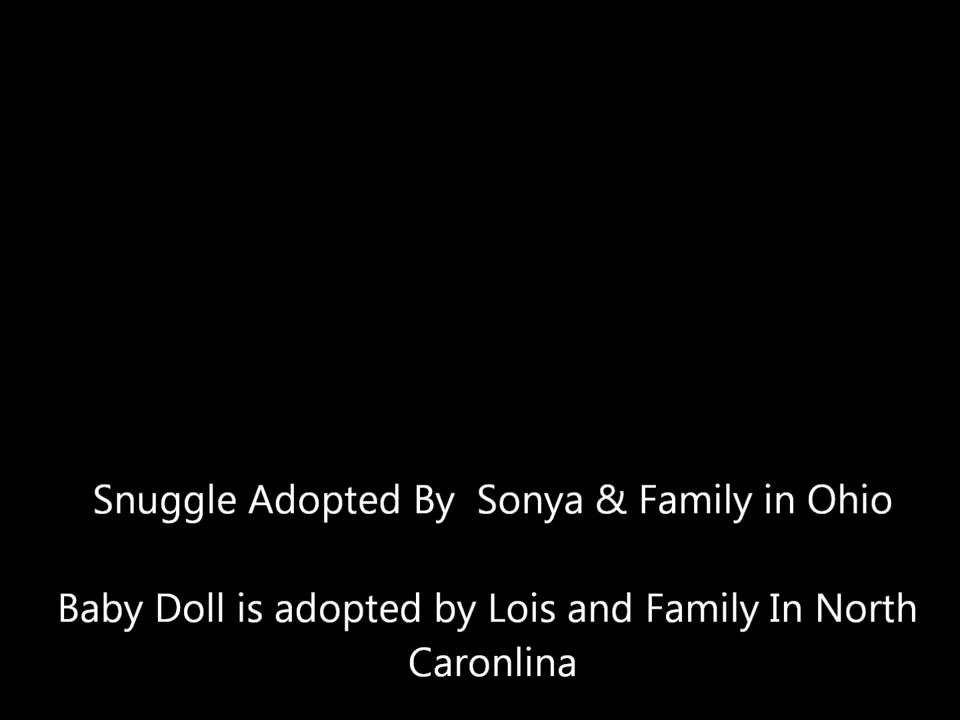 Snuggle Adopted By  Sonya & Family in Ohio
Baby Doll is adopted by Lois and Family In North
Caronlina